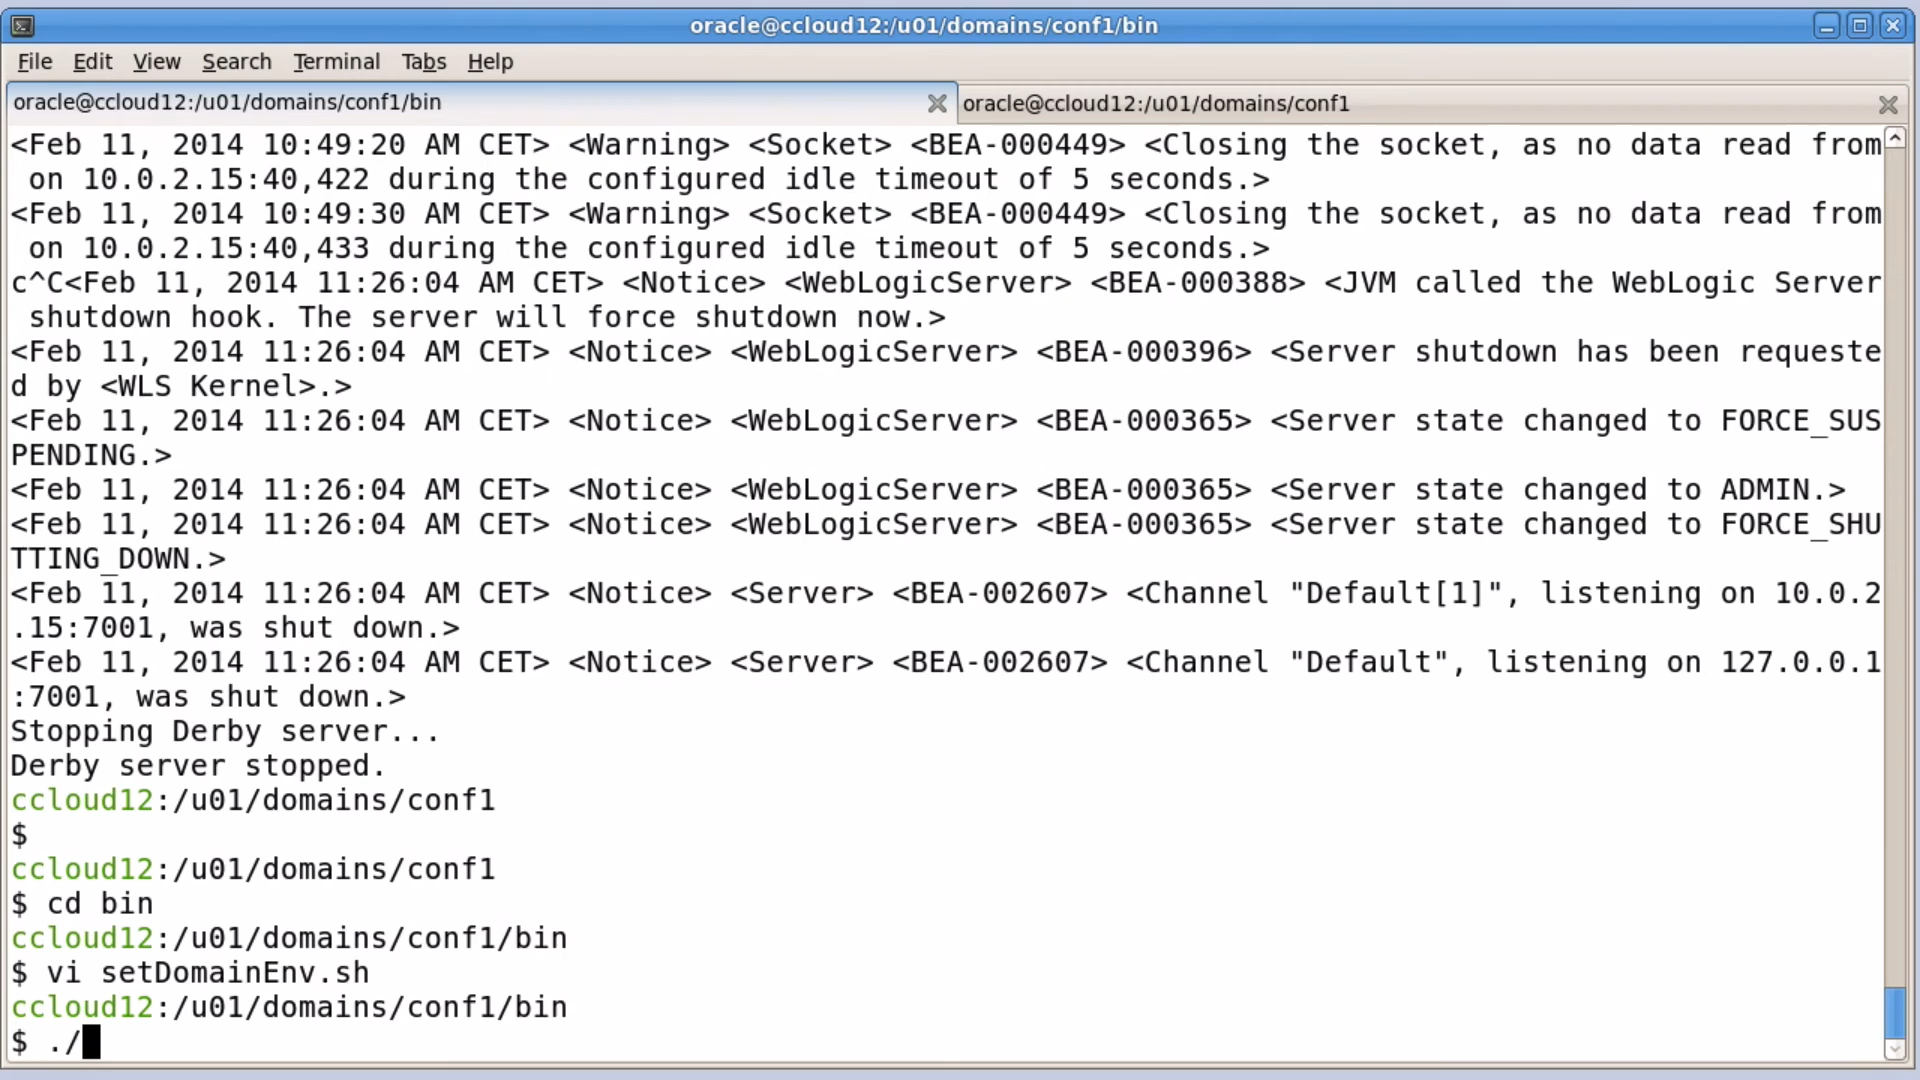 oracle@ccloud12:/u01/domains/conf1/bin
File Edit View Search Terminal Tabs Help
oracle@ccloud12:/u01/domains/conf1/bin oracle@ccloud12:/u01/domains/conf1
<Feb 11, 2014 10:49:20 AM CET> <Warning> <Socket> <BEA-000449> <Closing the socket, as no data read from
on 10.0.2.15:40,422 during the configured idle timeout of 5 seconds.>
<Feb 11, 2014 10:49:30 AM CET> <Warning> <Socket> <BEA-000449> <Closing the socket, as no data read from
on 10.0.2.15:40,433 during the configured idle timeout of 5 seconds.>
c^C<Feb 11, 2014 11:26:04 AM CET> <Notice> <WebLogicServer> <BEA-000388> <JVM called the WebLogic Server
shutdown hook. The server will force shutdown now.>
<Feb 11, 2014 11:26:04 AM CET> <Notice> <WebLogicServer> <BEA-000396> <Server shutdown has been requeste
d by <WLS Kernel>.>
<Feb 11, 2014 11:26:04 AM CET> <Notice> <WebLogicServer> <BEA-000365> <Server state changed to FORCE_SUS
PENDING.>
<Feb 11, 2014 11:26:04 AM CET> <Notice> <WebLogicServer> <BEA-000365> <Server state changed to ADMIN.>
<Feb 11, 2014 11:26:04 AM CET> <Notice> <WebLogicServer> <BEA-000365> <Server state changed to FORCE_SHU
TTING_DOWN.>
<Feb 11, 2014 11:26:04 AM CET> <Notice> <Server> <BEA-002607> <Channel "Default[1]", listening on 10.0.2
.15:7001, was shut down.>
<Feb 11, 2014 11:26:04 AM CET> <Notice> <Server> <BEA-002607> <Channel "Default", listening on 127.0.0.1
:7001, was shut down.>
Stopping Derby server...
Derby server stopped.
ccloud12:/u01/domains/conf1
$
ccloud12:/u01/domains/conf1
$ cd bin
ccloud12:/u01/domains/conf1/bin
$ vi setDomainEnv.sh
ccloud12:/u01/domains/conf1/bin
$ ./